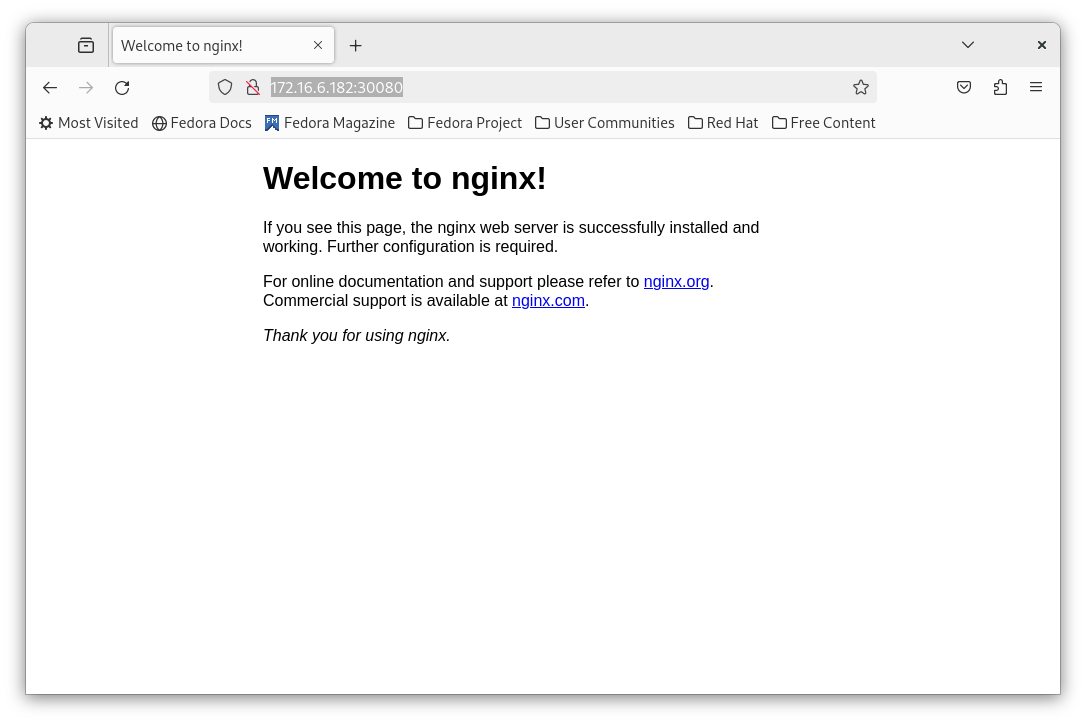 Welcome to nginx!
172.16.6.182:30080
Most Visited Fedora Docs FM Fedora Magazine Fedora Project User Communities Red Hat Free Content
Welcome to nginx!
If you see this page, the nginx web server is successfully installed and
working. Further configuration is required.
For online documentation and support please refer to nginx.org.
Commercial support is available at nginx.com.
Thank you for using nginx.